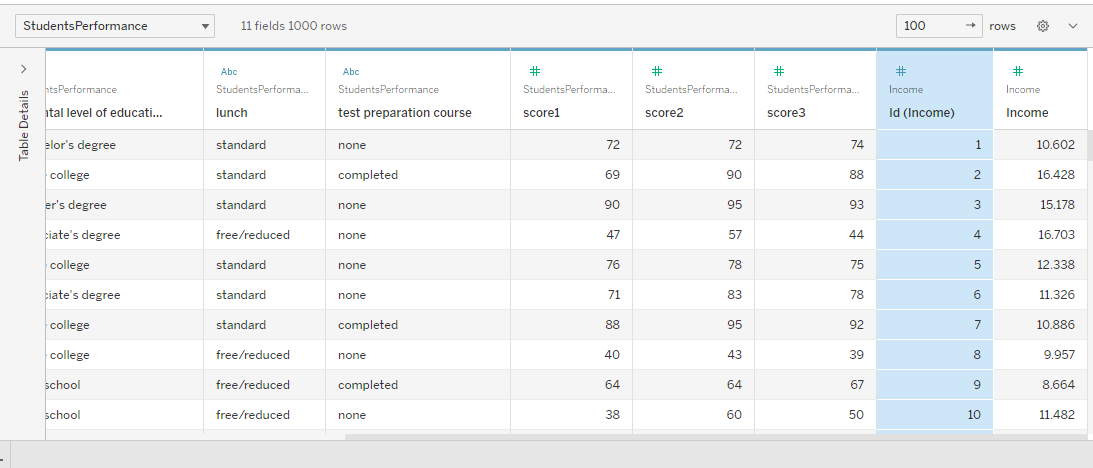 StudentsPerformance 11 fields 1000 rows 100 → rows
Table Details
Abc Abc # # # # #
ntsPerformance StudentsPerforma... StudentsPerformance StudentsPerforma... StudentsPerforma... StudentsPerforma... Income Income
ntal level of educati... lunch test preparation course score1 score2 score3 Id (Income) Income
elor's degree standard none 72 72 74 1 10.602
college standard completed 69 90 88 2 16.428
er's degree standard none 90 95 93 3 15.178
ciate's degree free/reduced none 47 57 44 4 16.703
college standard none 76 78 75 5 12.338
ciate's degree standard none 71 83 78 6 11.326
college standard completed 88 95 92 7 10.886
college free/reduced none 40 43 39 8 9.957
school free/reduced completed 64 64 67 9 8.664
school free/reduced none 38 60 50 10 11.482